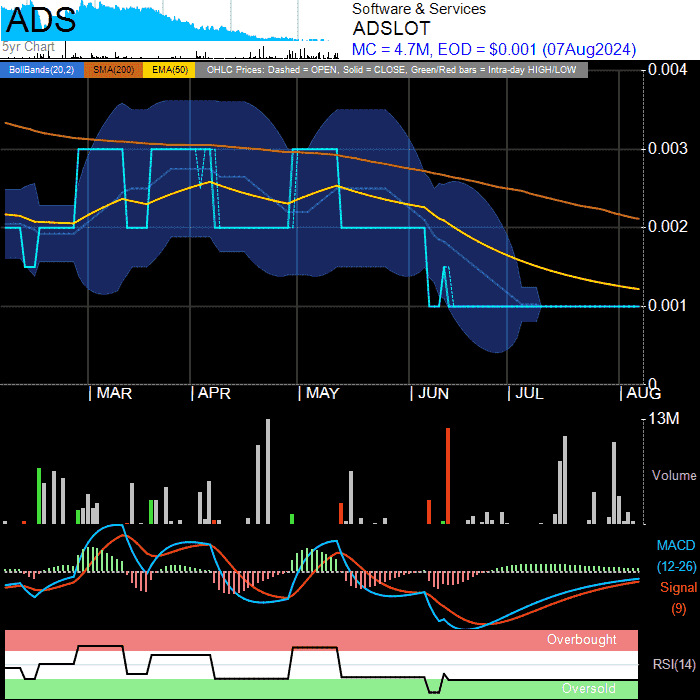 ADS
Software & Services
ADSLOT
5yr Chart
MC = 4.7M, EOD = $0.001 (07Aug2024)
BollBands(20,2) SMA(200) EMA(50) OHLC Prices: Dashed = OPEN, Solid = CLOSE, Green/Red bars = Intra-day HIGH/LOW
0.004
0.003
0.002
0.001
0
| MAR | APR | MAY | JUN | JUL | AUG
13M
Volume
MACD
(12-26)
Signal
(9)
Overbought
RSI(14)
Oversold